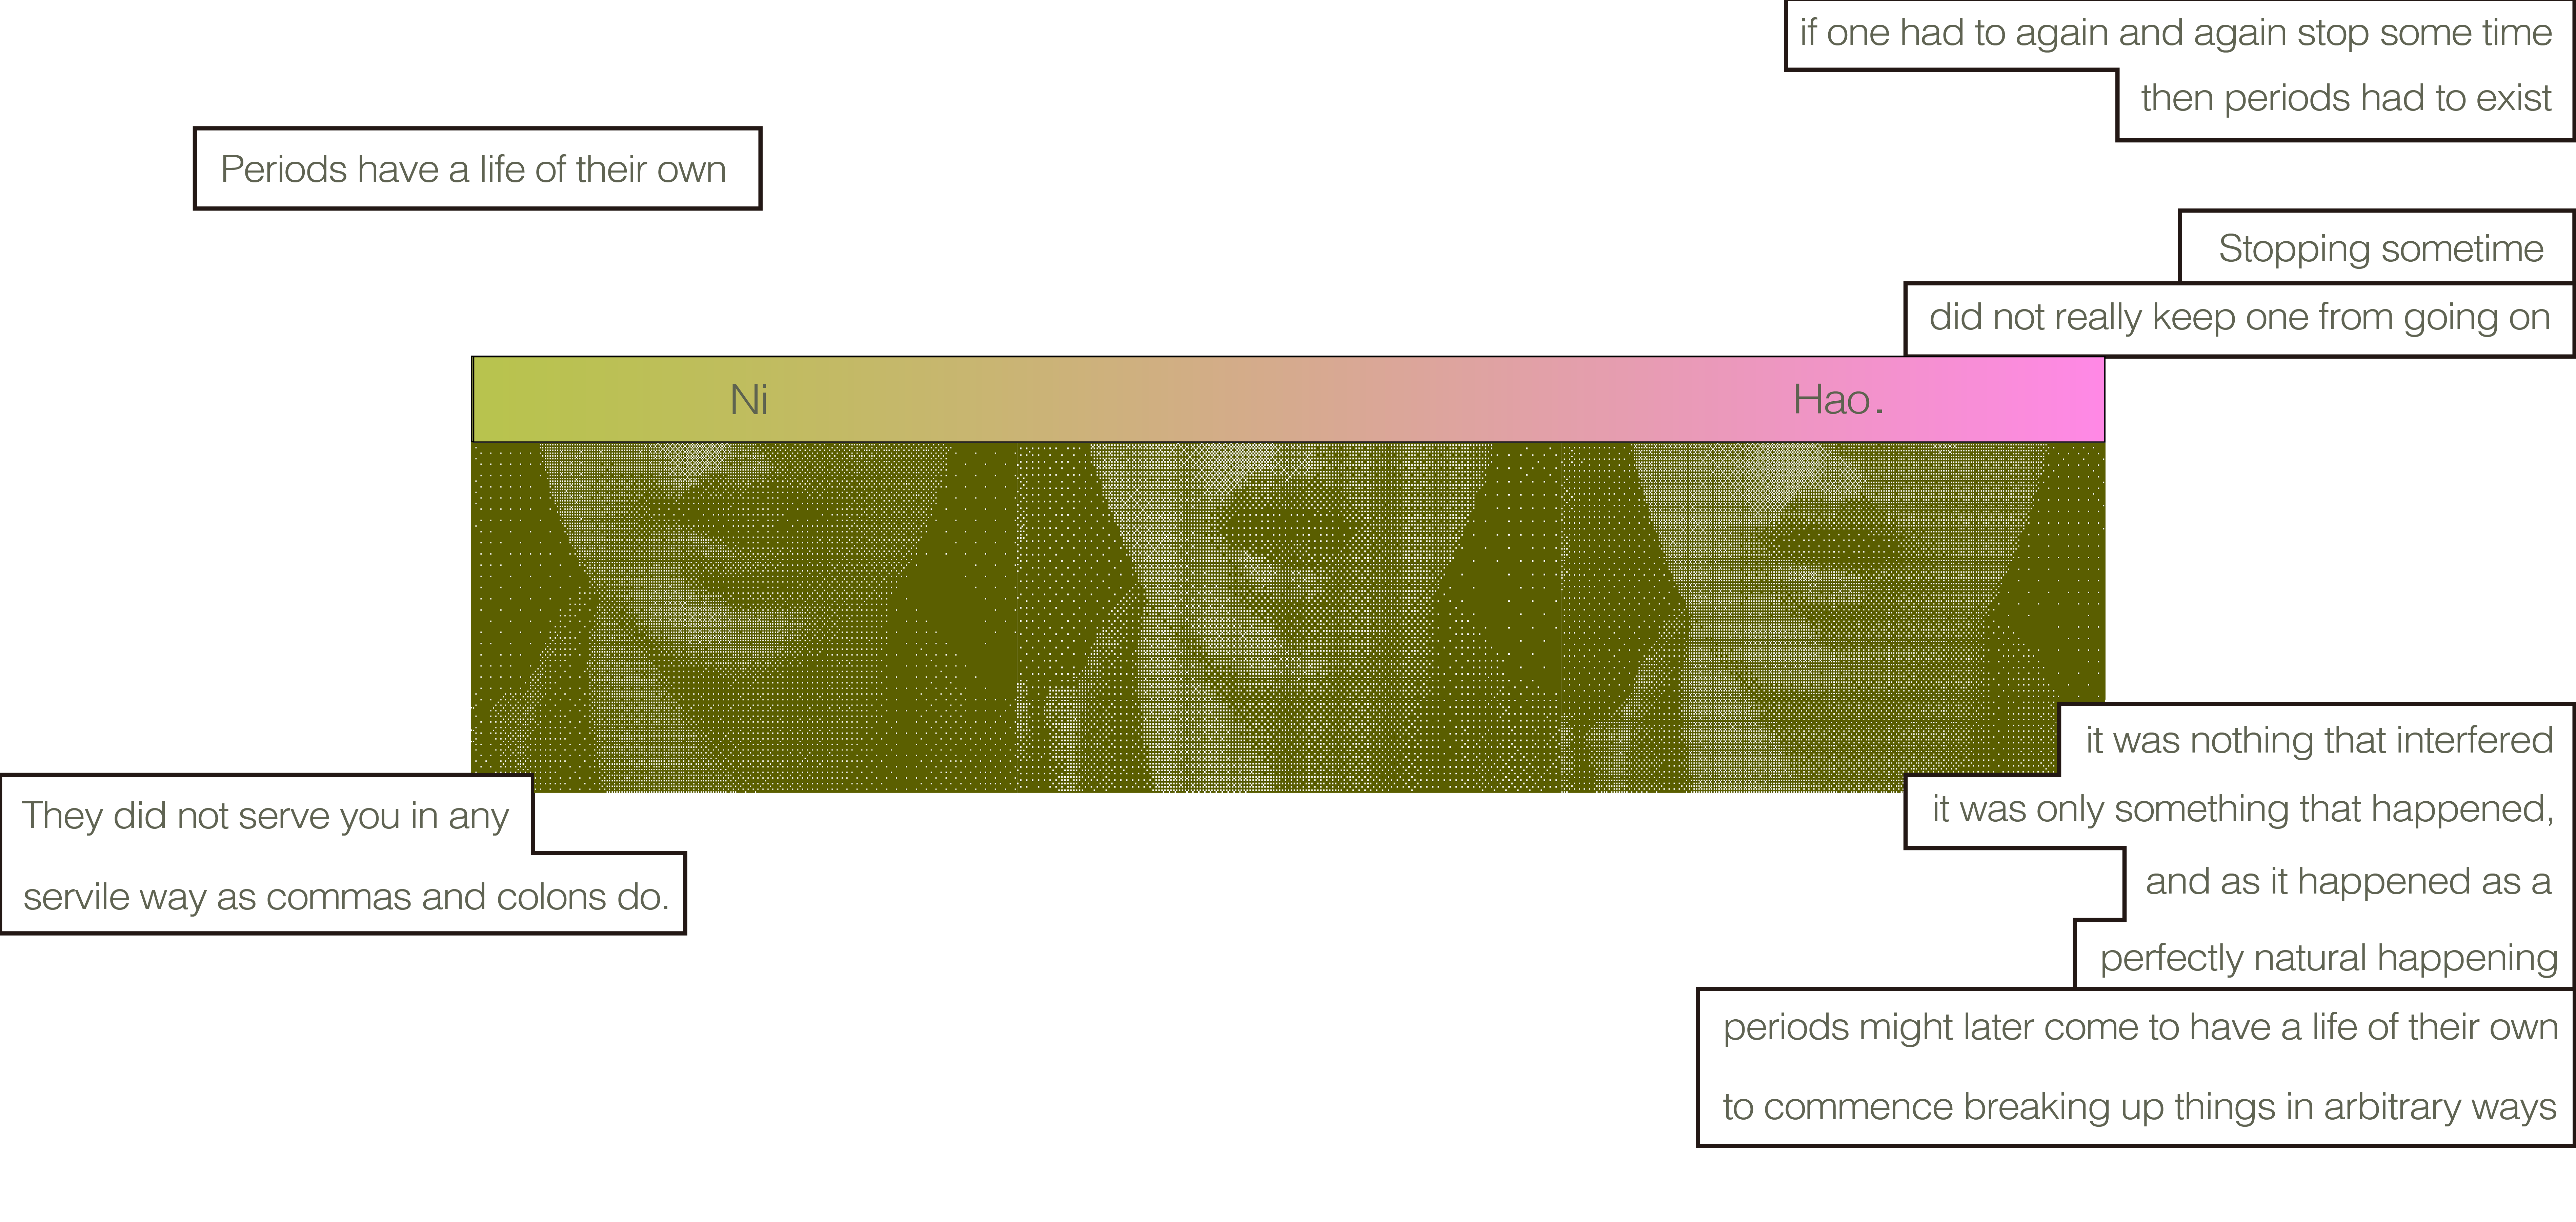 if one had to again and again stop some time
then periods had to exist
Periods have a life of their own
Stopping sometime
did not really keep one from going on
Ni
Hao.
They did not serve you in any
servile way as commas and colons do.
it was nothing that interfered
it was only something that happened,
and as it happened as a
perfectly natural happening
periods might later come to have a life of their own
to commence breaking up things in arbitrary ways